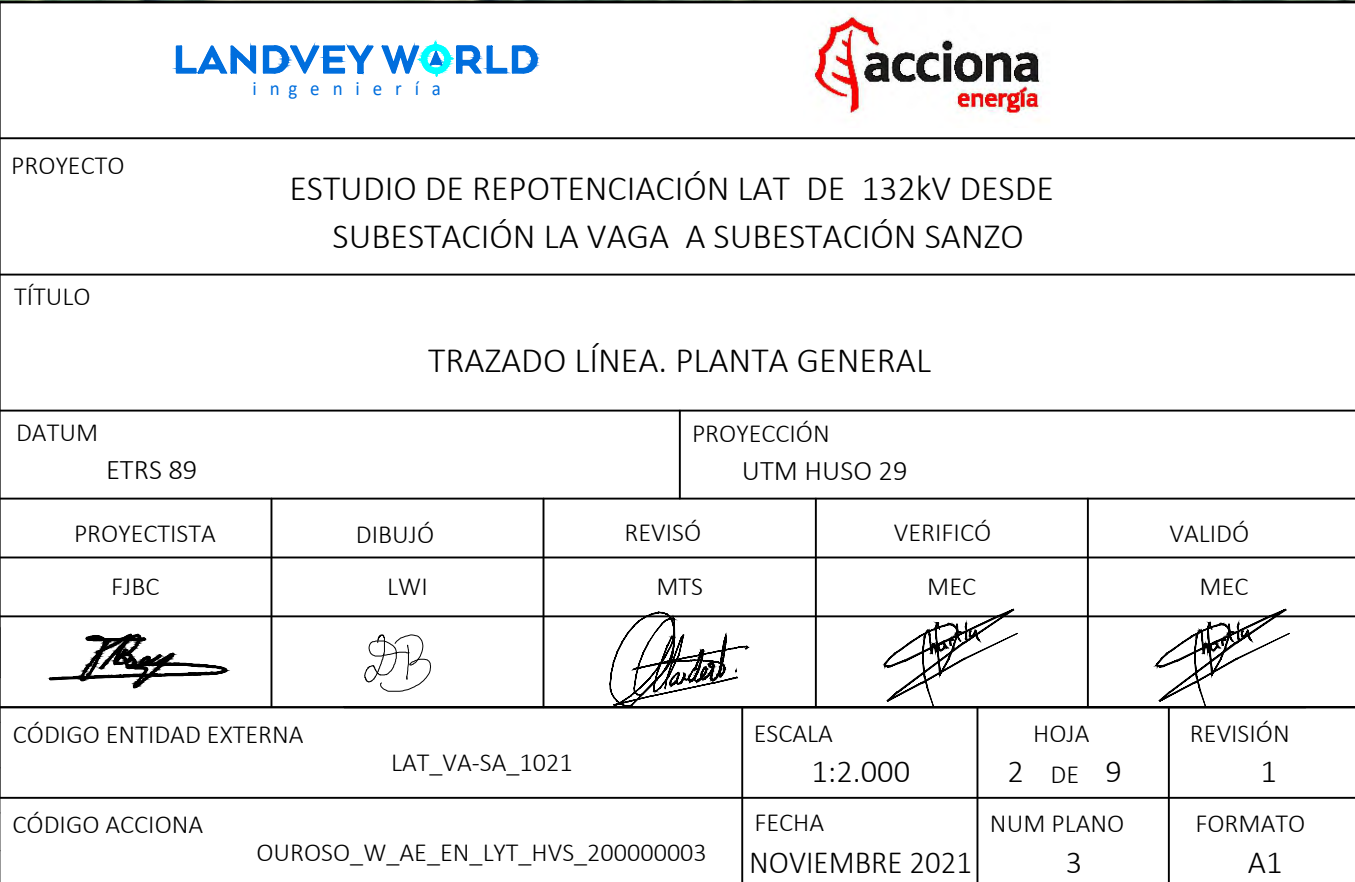 LANDVEY WORLD
ingeniería
acciona
energía
PROYECTO
ESTUDIO DE REPOTENCIACIÓN LAT DE 132kV DESDE
SUBESTACIÓN LA VAGA A SUBESTACIÓN SANZO
TÍTULO
TRAZADO LÍNEA. PLANTA GENERAL
DATUM
ETRS 89
PROYECCIÓN
UTM HUSO 29
PROYECTISTA
DIBUJÓ
REVISÓ
VERIFICÓ
VALIDÓ
FJBC
LWI
MTS
MEC
MEC
DB
CÓDIGO ENTIDAD EXTERNA
LAT_VA-SA_1021
ESCALA
1:2.000
HOJA
2 DE 9
REVISIÓN
1
CÓDIGO ACCIONA
OUROSO_W_AE_EN_LYT_HVS_200000003
FECHA
NOVIEMBRE 2021
NUM PLANO
3
FORMATO
A1